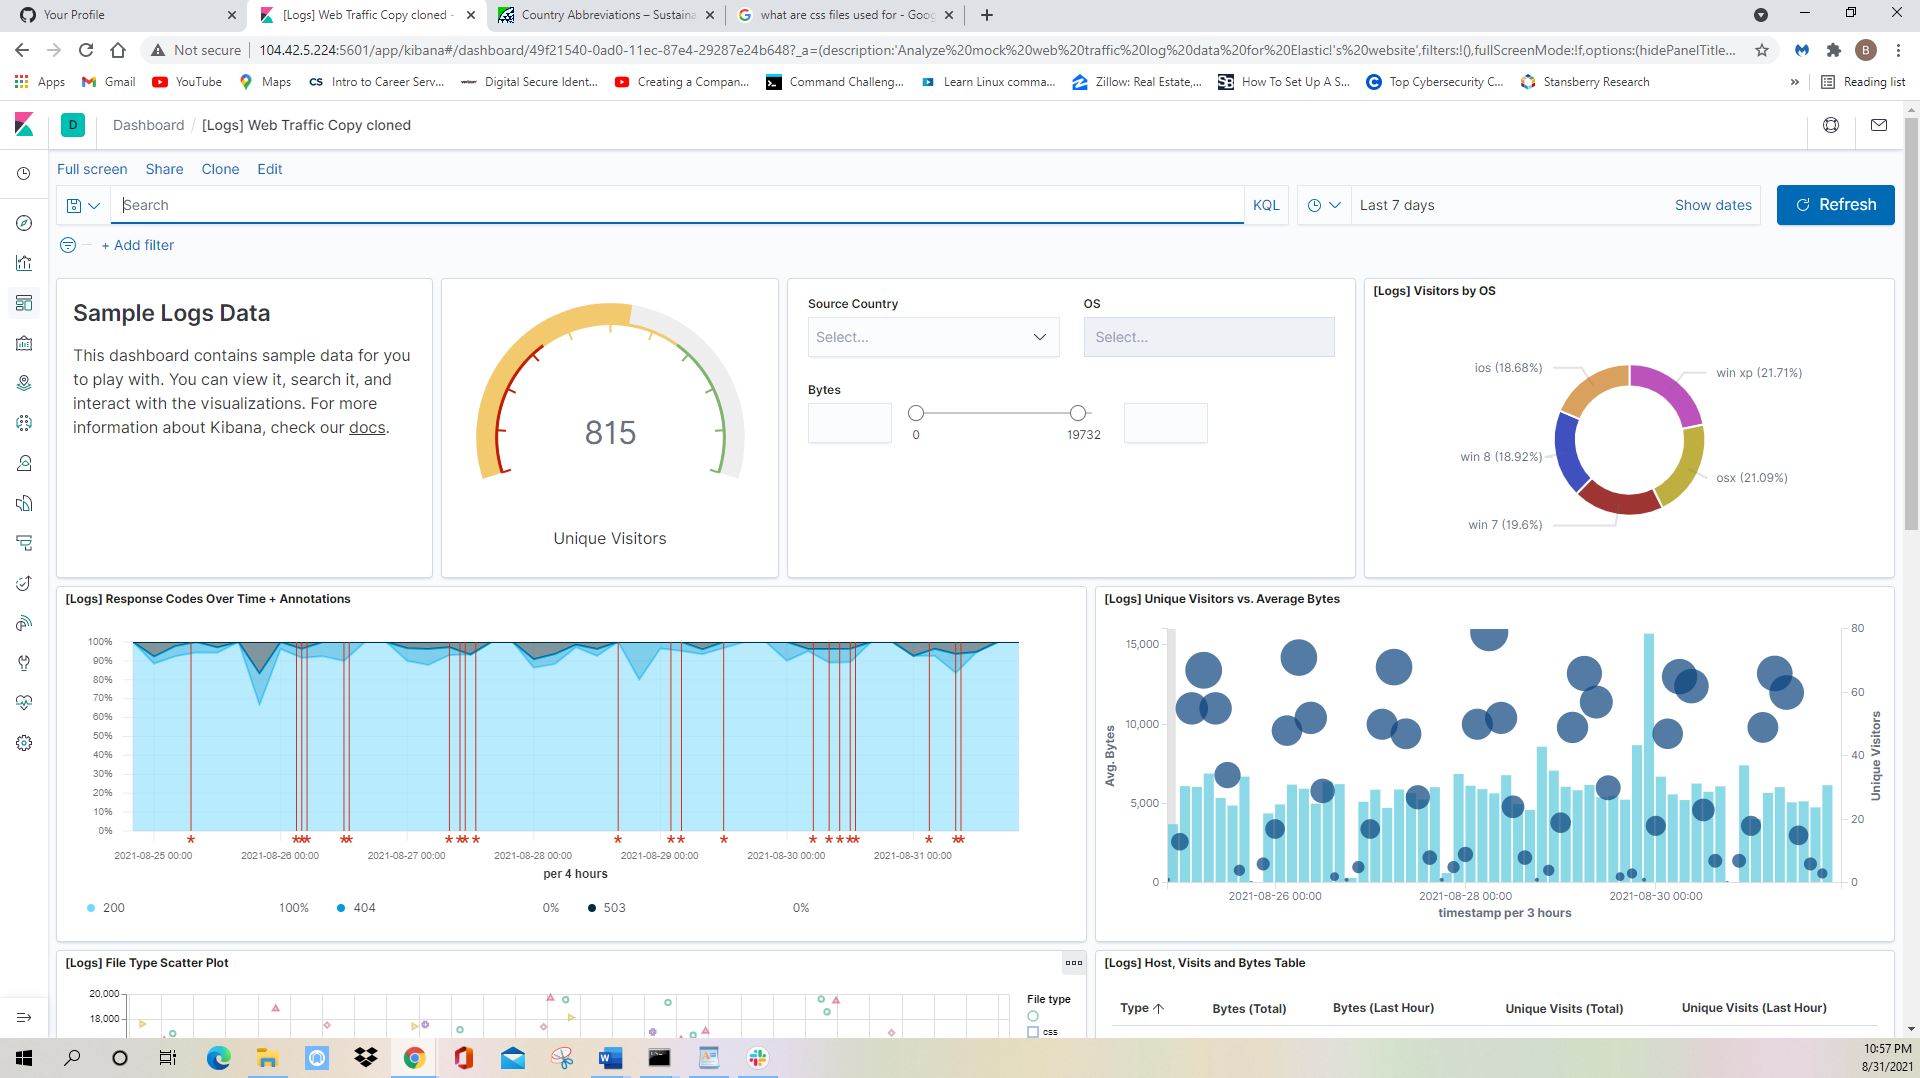 Your Profile
[Logs] Web Traffic Copy cloned -
Country Abbreviations – Sustaina
what are css files used for - Goog
Not secure
104.42.5.224:5601/app/kibana#/dashboard/49f21540-0ad0-11ec-87e4-29287e24b648?_a=(description:'Analyze%20mock%20web%20traffic%20log%20data%20for%20Elastic!'s%20website',filters:!(),fullScreenMode:!f,options:(hidePanelTitle...
B
Apps
Gmail
YouTube
Maps
CS
Intro to Career Serv...
Digital Secure Ident...
Creating a Compan...
Command Challeng...
Learn Linux comma...
Zillow: Real Estate,...
SB
How To Set Up A S...
Top Cybersecurity C...
Stansberry Research
»
Reading list
D
Dashboard / [Logs] Web Traffic Copy cloned
Full screen
Share
Clone
Edit
Search
KQL
Last 7 days
Show dates
Refresh
+ Add filter
Sample Logs Data
This dashboard contains sample data for you
to play with. You can view it, search it, and
interact with the visualizations. For more
information about Kibana, check our docs.
815
Unique Visitors
Source Country
Select...
OS
Select...
Bytes
0
19732
[Logs] Visitors by OS
ios (18.68%)
win xp (21.71%)
win 8 (18.92%)
osx (21.09%)
win 7 (19.6%)
[Logs] Response Codes Over Time + Annotations
100%
90%
80%
70%
60%
50%
40%
30%
20%
10%
0%
2021-08-25 00:00
2021-08-26 00:00
2021-08-27 00:00
2021-08-28 00:00
2021-08-29 00:00
2021-08-30 00:00
2021-08-31 00:00
per 4 hours
200
100%
404
0%
503
0%
[Logs] Unique Visitors vs. Average Bytes
15,000
10,000
5,000
0
Avg. Bytes
80
60
40
20
0
Unique Visitors
2021-08-26 00:00
2021-08-28 00:00
2021-08-30 00:00
timestamp per 3 hours
[Logs] File Type Scatter Plot
20,000
18,000
File type
css
[Logs] Host, Visits and Bytes Table
Type
Bytes (Total)
Bytes (Last Hour)
Unique Visits (Total)
Unique Visits (Last Hour)
10:57 PM
8/31/2021